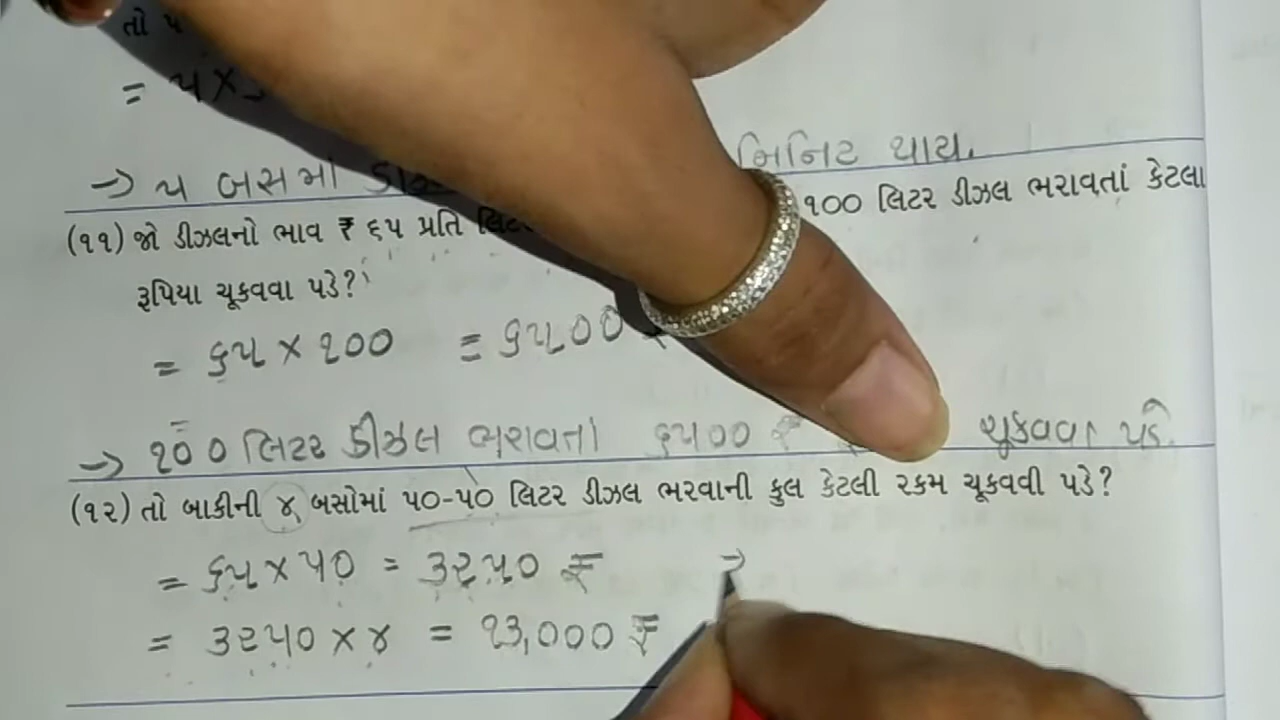 તો
= ૫ ×
→ ૫ બસમાં મિનિટ થાય.
(૧૧) જો ડીઝલનો ભાવ ₹ ૬૫ પ્રતિ ૧૦૦ લિટર ડીઝલ ભરાવતાં કેટલા
રૂપિયા ચૂકવવા પડે?
= ૬૫ × ૧૦૦ = ૬૫૦૦
→ ૧૦૦ લિટર ડીઝલ ભરાવતા ૬૫૦૦ ₹ ચૂકવવા પડે.
(૧૨) તો બાકીની ૪ બસોમાં ૫૦-૫૦ લિટર ડીઝલ ભરવાની કુલ કેટલી રકમ ચૂકવવી પડે?
= ૬૫ × ૫૦ = ૩૨૫૦ ₹ →
= ૩૨૫૦ × ૪ = ૧૩,૦૦૦ ₹